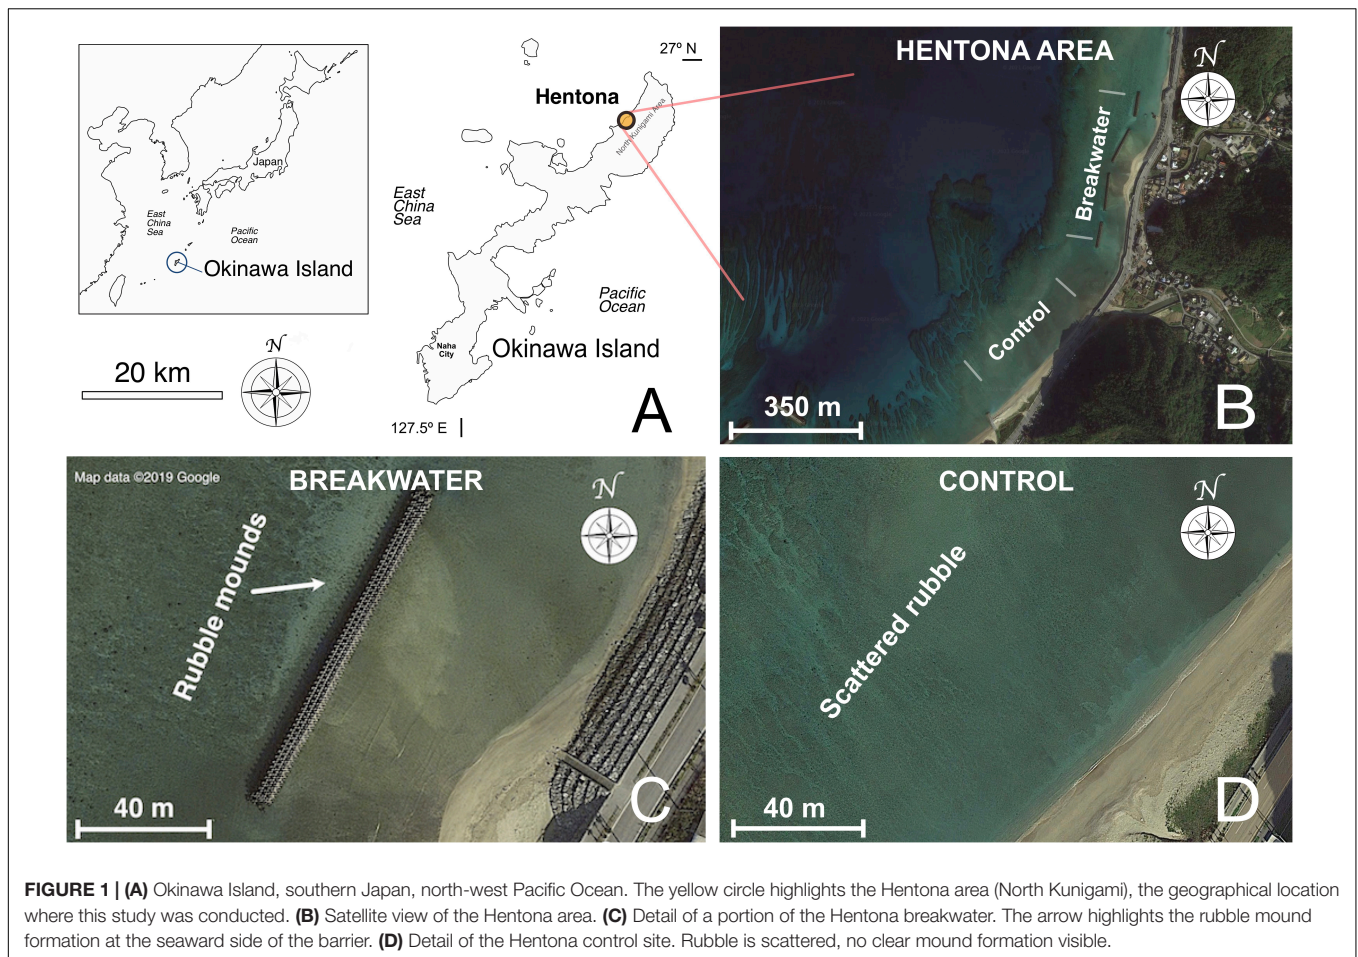 Japan
East
China
Sea
Pacific
Ocean
Okinawa Island
20 km
N
27º N
Hentona
North Kunigami Area
East
China
Sea
Pacific
Ocean
Naha
City
Okinawa Island
127.5º E
A
HENTONA AREA
N
Breakwater
Control
350 m
B
Map data ©2019 Google
BREAKWATER
N
Rubble mounds
40 m
C
CONTROL
N
Scattered rubble
40 m
D
FIGURE 1 | (A) Okinawa Island, southern Japan, north-west Pacific Ocean. The yellow circle highlights the Hentona area (North Kunigami), the geographical location
where this study was conducted. (B) Satellite view of the Hentona area. (C) Detail of a portion of the Hentona breakwater. The arrow highlights the rubble mound
formation at the seaward side of the barrier. (D) Detail of the Hentona control site. Rubble is scattered, no clear mound formation visible.